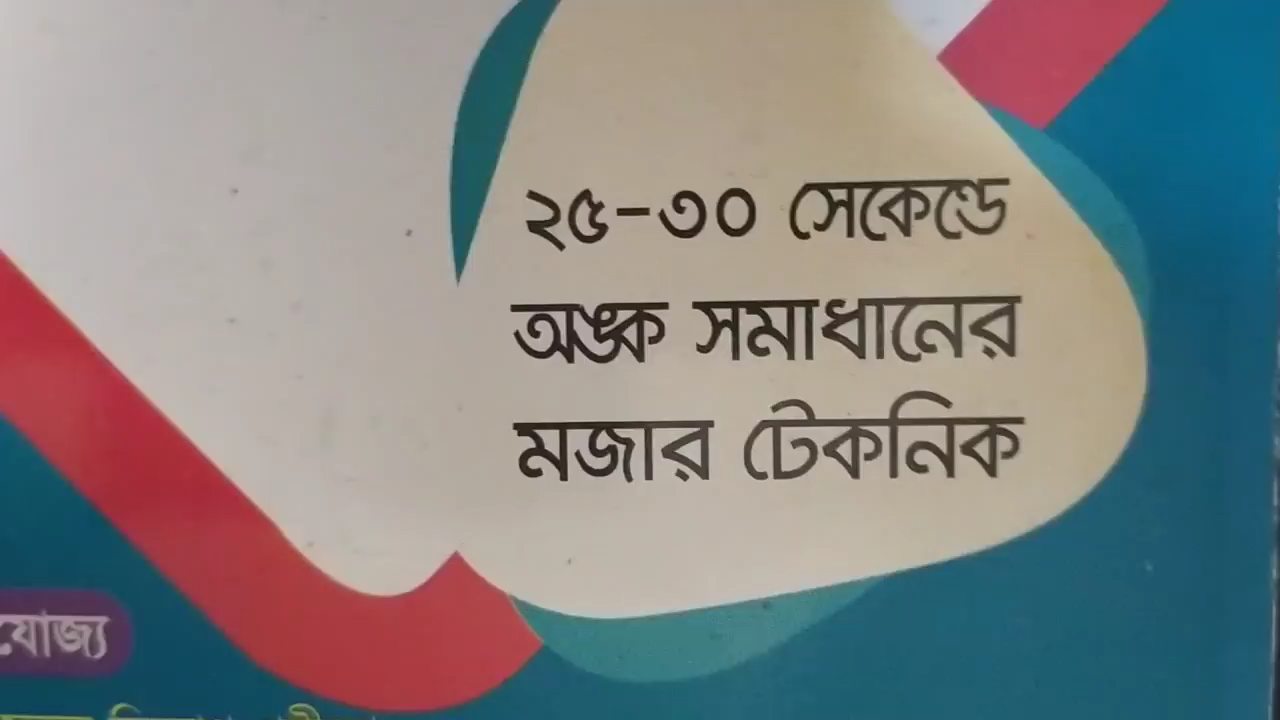 ২৫-৩০ সেকেন্ডে
অঙ্ক সমাধানের
মজার টেকনিক
যোজ্য